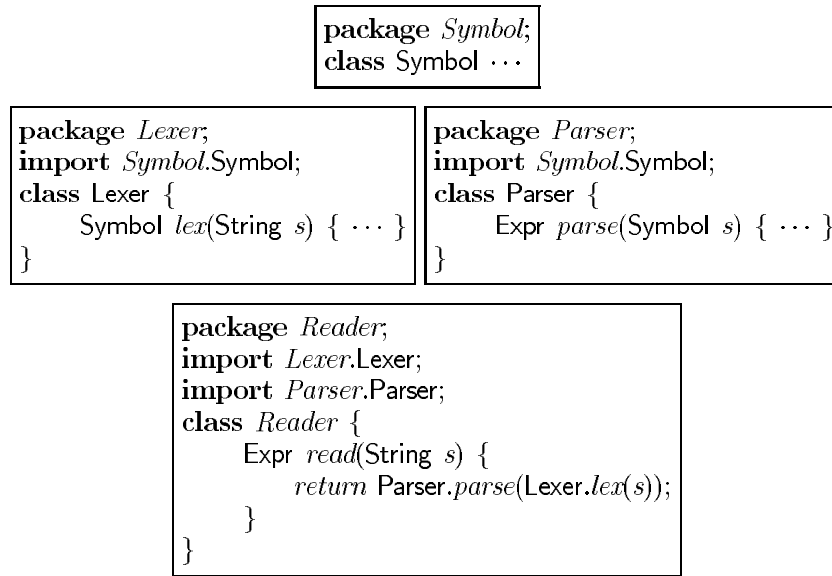 package Symbol;
class Symbol ···
package Lexer;
import Symbol.Symbol;
class Lexer {
Symbol lex(String s) { ··· }
}
package Parser;
import Symbol.Symbol;
class Parser {
Expr parse(Symbol s) { ··· }
}
package Reader;
import Lexer.Lexer;
import Parser.Parser;
class Reader {
Expr read(String s) {
return Parser.parse(Lexer.lex(s));
}
}